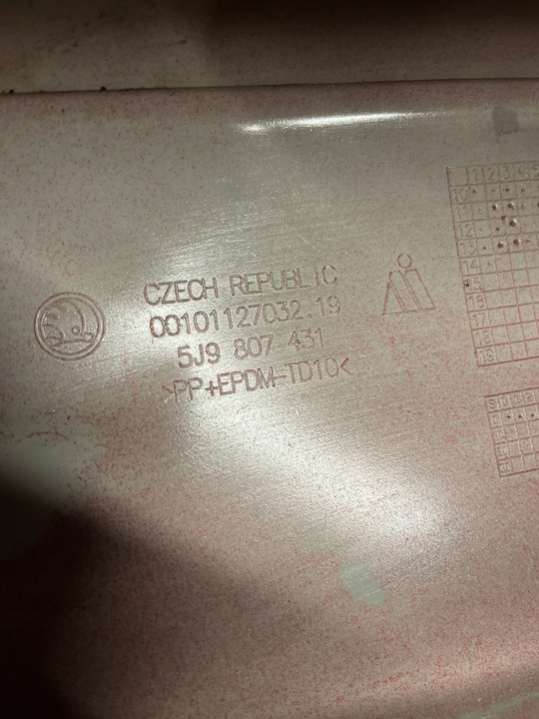 CZECH REPUBLIC
00101127032.19
5J9 807 431
>PP+EPDM-TD10<